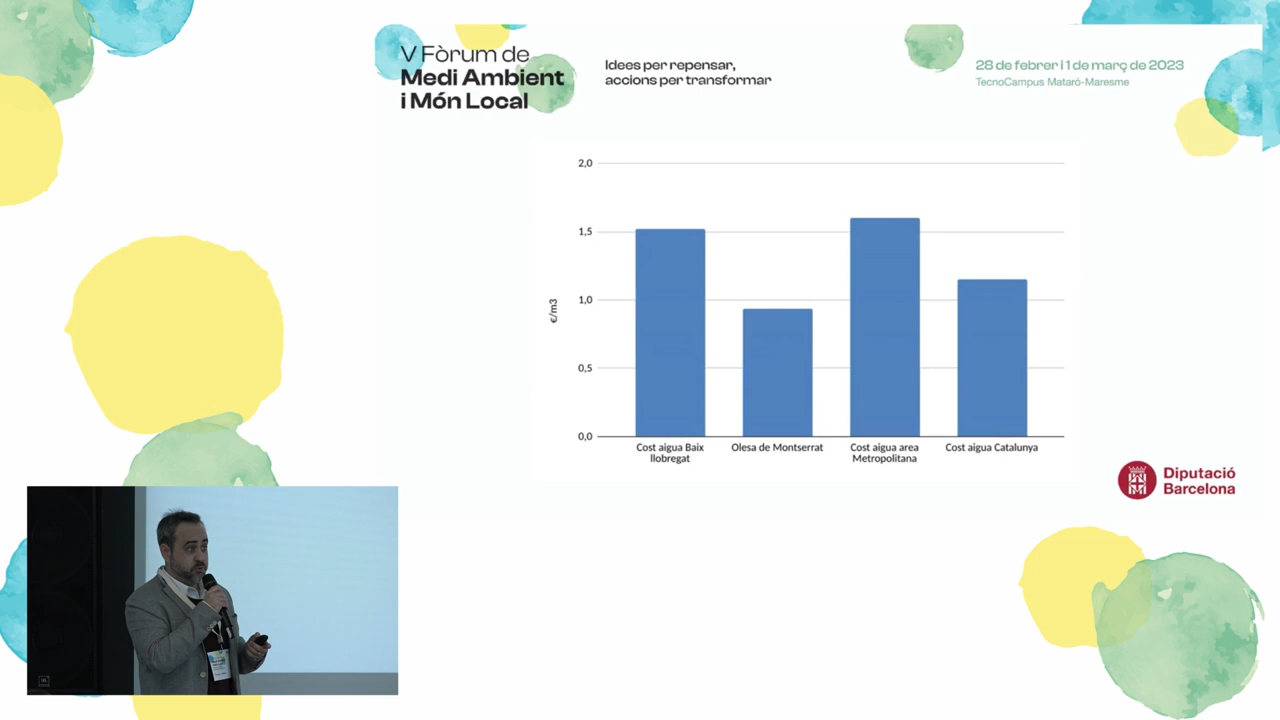 V Fòrum de
Medi Ambient
i Món Local
Idees per repensar,
accions per transformar
28 de febrer i 1 de març de 2023
TecnoCampus Mataró-Maresme
2,0
1,5
1,0
0,5
0,0
€/m3
Cost aigua Baix
llobregat
Olesa de Montserrat
Cost aigua area
Metropolitana
Cost aigua Catalunya
Diputació
Barcelona